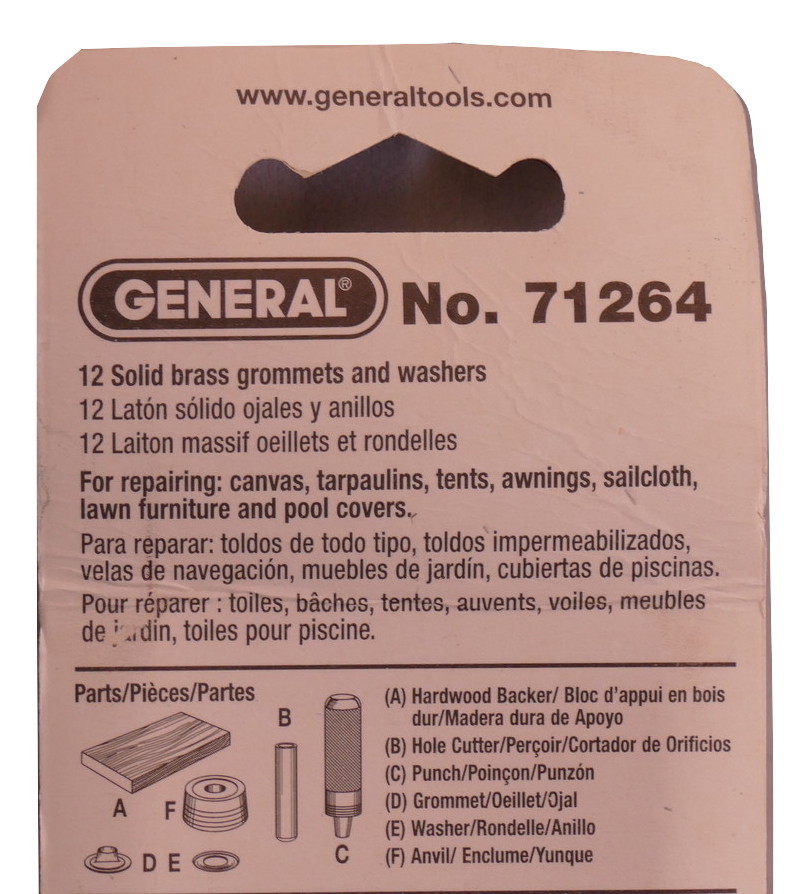 www.generaltools.com
GENERAL® No. 71264
12 Solid brass grommets and washers
12 Latón sólido ojales y anillos
12 Laiton massif oeillets et rondelles
For repairing: canvas, tarpaulins, tents, awnings, sailcloth,
lawn furniture and pool covers.
Para reparar: toldos de todo tipo, toldos impermeabilizados,
velas de navegación, muebles de jardín, cubiertas de piscinas.
Pour réparer : toiles, bâches, tentes, auvents, voiles, meubles
de jardin, toiles pour piscine.
Parts/Pièces/Partes
A
F
B
C
D
E
(A) Hardwood Backer/ Bloc d'appui en bois
dur/Madera dura de Apoyo
(B) Hole Cutter/Perçoir/Cortador de Orificios
(C) Punch/Poinçon/Punzón
(D) Grommet/Oeillet/Ojal
(E) Washer/Rondelle/Anillo
(F) Anvil/ Enclume/Yunque